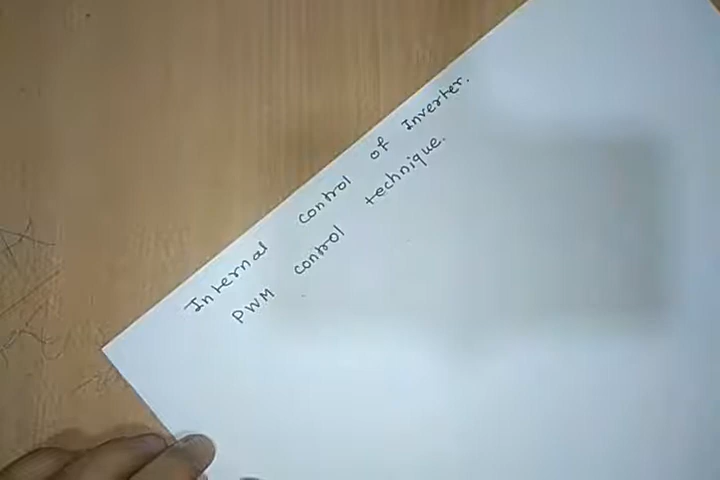 Internal control of Inverter.
PWM control technique.